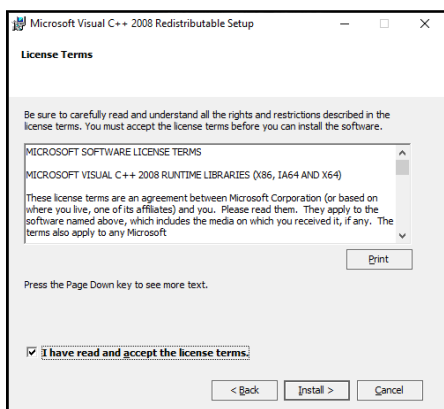 Microsoft Visual C++ 2008 Redistributable Setup
License Terms
Be sure to carefully read and understand all the rights and restrictions described in the
license terms. You must accept the license terms before you can install the software.
MICROSOFT SOFTWARE LICENSE TERMS
MICROSOFT VISUAL C++ 2008 RUNTIME LIBRARIES (X86, IA64 AND X64)
These license terms are an agreement between Microsoft Corporation (or based on
where you live, one of its affiliates) and you. Please read them. They apply to the
software named above, which includes the media on which you received it, if any. The
terms also apply to any Microsoft
Print
Press the Page Down key to see more text.
I have read and accept the license terms.
< Back Install > Cancel